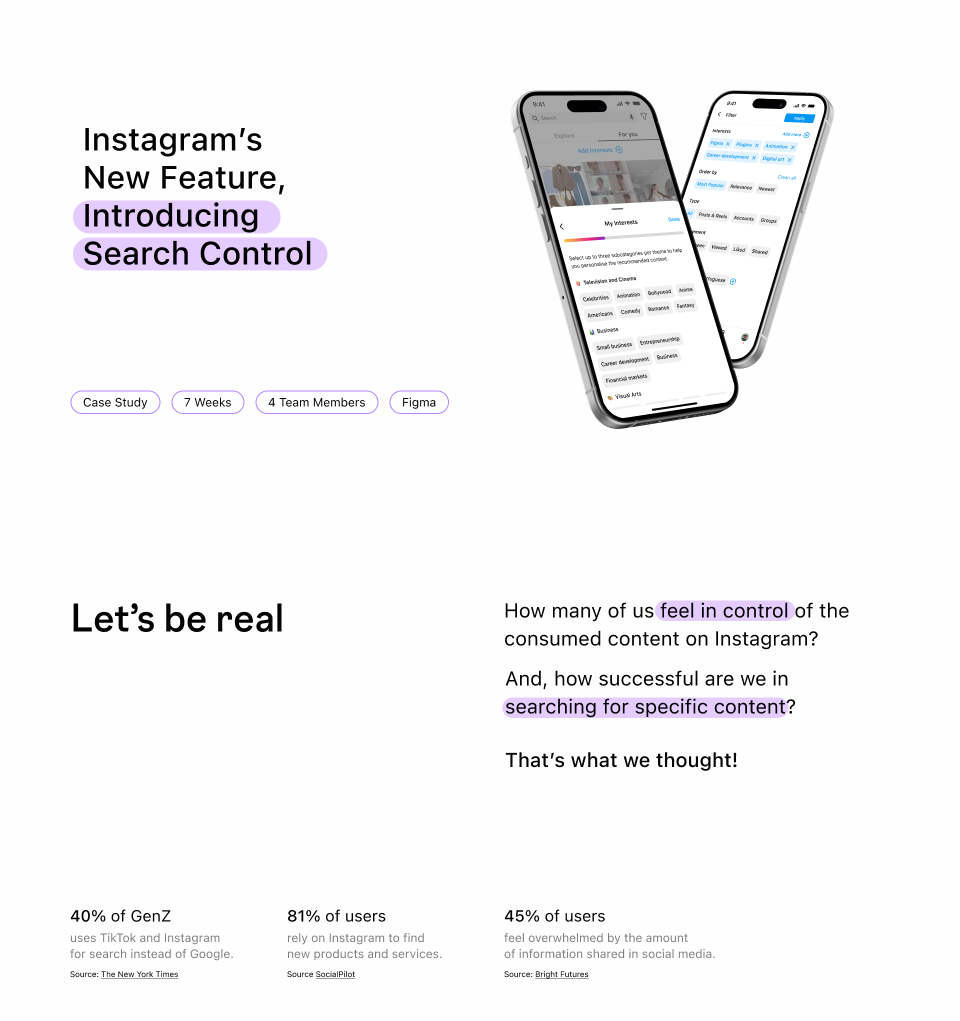 Instagram’s
New Feature,
Introducing
Search Control
Case Study
7 Weeks
4 Team Members
Figma
9:41
Search
Explore
For you
Add Interests
My Interests
Save
Select up to three subcategories per theme to help
you personalise the recomended content.
Television and Cinema
Celebrities Animation Bollywood Anime
Americans Comedy Romance Fantasy
Business
Small business Entrepreneurship
Career development Business
Financial markets
Visual Arts
9:41
Filter
Apply
Interests
Add more
Figma Plugins Animation
Career development Digital art
Order by
Clean all
Most Popular Relevance Newest
Type
All Posts & Reels Accounts Groups
Viewed Liked Shared
Let’s be real
How many of us feel in control of the
consumed content on Instagram?
And, how successful are we in
searching for specific content?
That’s what we thought!
40% of GenZ
uses TikTok and Instagram
for search instead of Google.
Source: The New York Times
81% of users
rely on Instagram to find
new products and services.
Source SocialPilot
45% of users
feel overwhelmed by the amount
of information shared in social media.
Source: Bright Futures